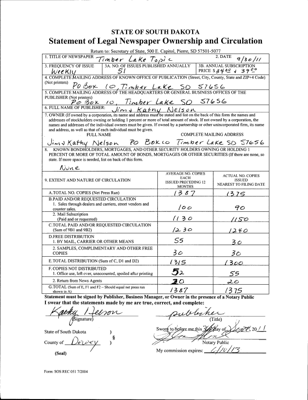 STATE OF SOUTH DAKOTA
Statement of Legal Newspaper Ownership and Circulation
Return to: Secretary of State, 500 E. Capitol, Pierre, SD 57501-5077
1. TITLE OF NEWSPAPER Timber Lake Topic 2. DATE 9/30/11
3. FREQUENCY OF ISSUE Weekly
3A. NO. OF ISSUES PUBLISHED ANNUALLY 51
3B. ANNUAL SUBSCRIPTION PRICE
4. COMPLETE MAILING ADDRESS OF KNOWN OFFICE OF PUBLICATION (Street, City, County, State and ZIP+4 Code)
(Not printers) PO Box 10, Timber Lake SD 57656
5. COMPLETE MAILING ADDRESS OF THE HEADQUARTERS OF GENERAL BUSINESS OFFICES OF THE
PUBLISHER (Not printers) PO Box 10, Timber Lake SD 57656
6. FULL NAME OF PUBLISHER: Jim & Kathy Nelson
7. OWNER (If owned by a corporation, its name and address must be stated and list on the back of this form the names and
addresses of stockholders owning or holding 1 percent or more of total amount of stock. If not owned by a corporation, the
names and addresses of the individual owners must be given. If owned by a partnership or other unincorporated firm, its name
and address, as well as that of each individual must be given.
FULL NAME COMPLETE MAILING ADDRESS
Jim & Kathy Nelson PO Box 10 Timber Lake SD 57656
8. KNOWN BONDHOLDERS, MORTGAGES, AND OTHER SECURITY HOLDERS OWNING OR HOLDING 1
PERCENT OR MORE OF TOTAL AMOUNT OF BONDS, MORTGAGES OR OTHER SECURITIES (If there are none, so
state. If more space is needed, list on back of this form.
None
9. EXTENT AND NATURE OF CIRCULATION
AVERAGE NO. COPIES EACH ISSUED PRECEDING 12 MONTHS
ACTUAL NO. COPIES ISSUED NEAREST TO FILING DATE
A. TOTAL NO. COPIES (Net Press Run) 1387 1375
B. PAID AND/OR REQUESTED CIRCULATION
1. Sales through dealers and carriers, street vendors and counter sales. 100 90
2. Mail Subscriptions (Paid and or requested) 1130 1150
C. TOTAL PAID AND/OR REQUESTED CIRCULATION (Sum of 9B1 and 9B2) 1230 1240
D. FREE DISTRIBUTION
1. BY MAIL, CARRIER OR OTHER MEANS 55 30
2. SAMPLES, COMPLIMENTARY AND OTHER FREE COPIES 30 30
E. TOTAL DISTRIBUTION (Sum of C, D1 and D2) 1315 1300
F. COPIES NOT DISTRIBUTED
1. Office use, left over, unaccounted, spoiled after printing 52 55
2. Return from News Agents 20 20
G. TOTAL (Sum of E, F1 and F2 - Should equal net press run shown in A) 1387 1375
Statement must be signed by Publisher, Business Manager, or Owner in the presence of a Notary Public
I swear that the statements made by me are true, correct, and complete:
Kathy Nelson publisher
(Signature) (Title)
State of South Dakota )
§
County of Dewey )
(Seal)
Sworn to before me this day of Sept. 2011
Notary Public
My commission expires:
Form: SOS REC 051 7/2004